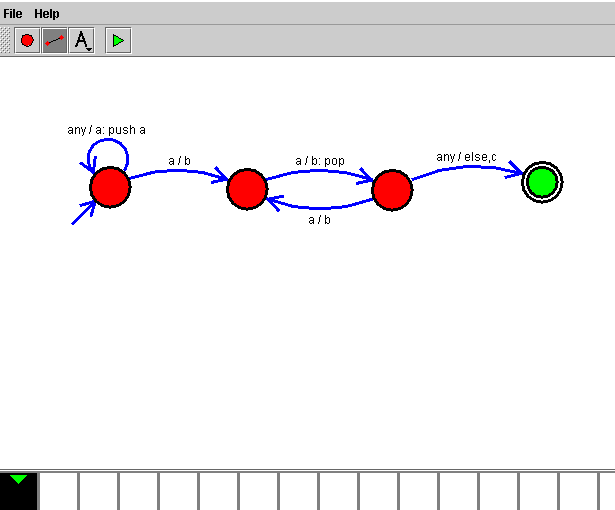 File Help
A
any / a: push a
a / b
a / b: pop
any / else,c
a / b